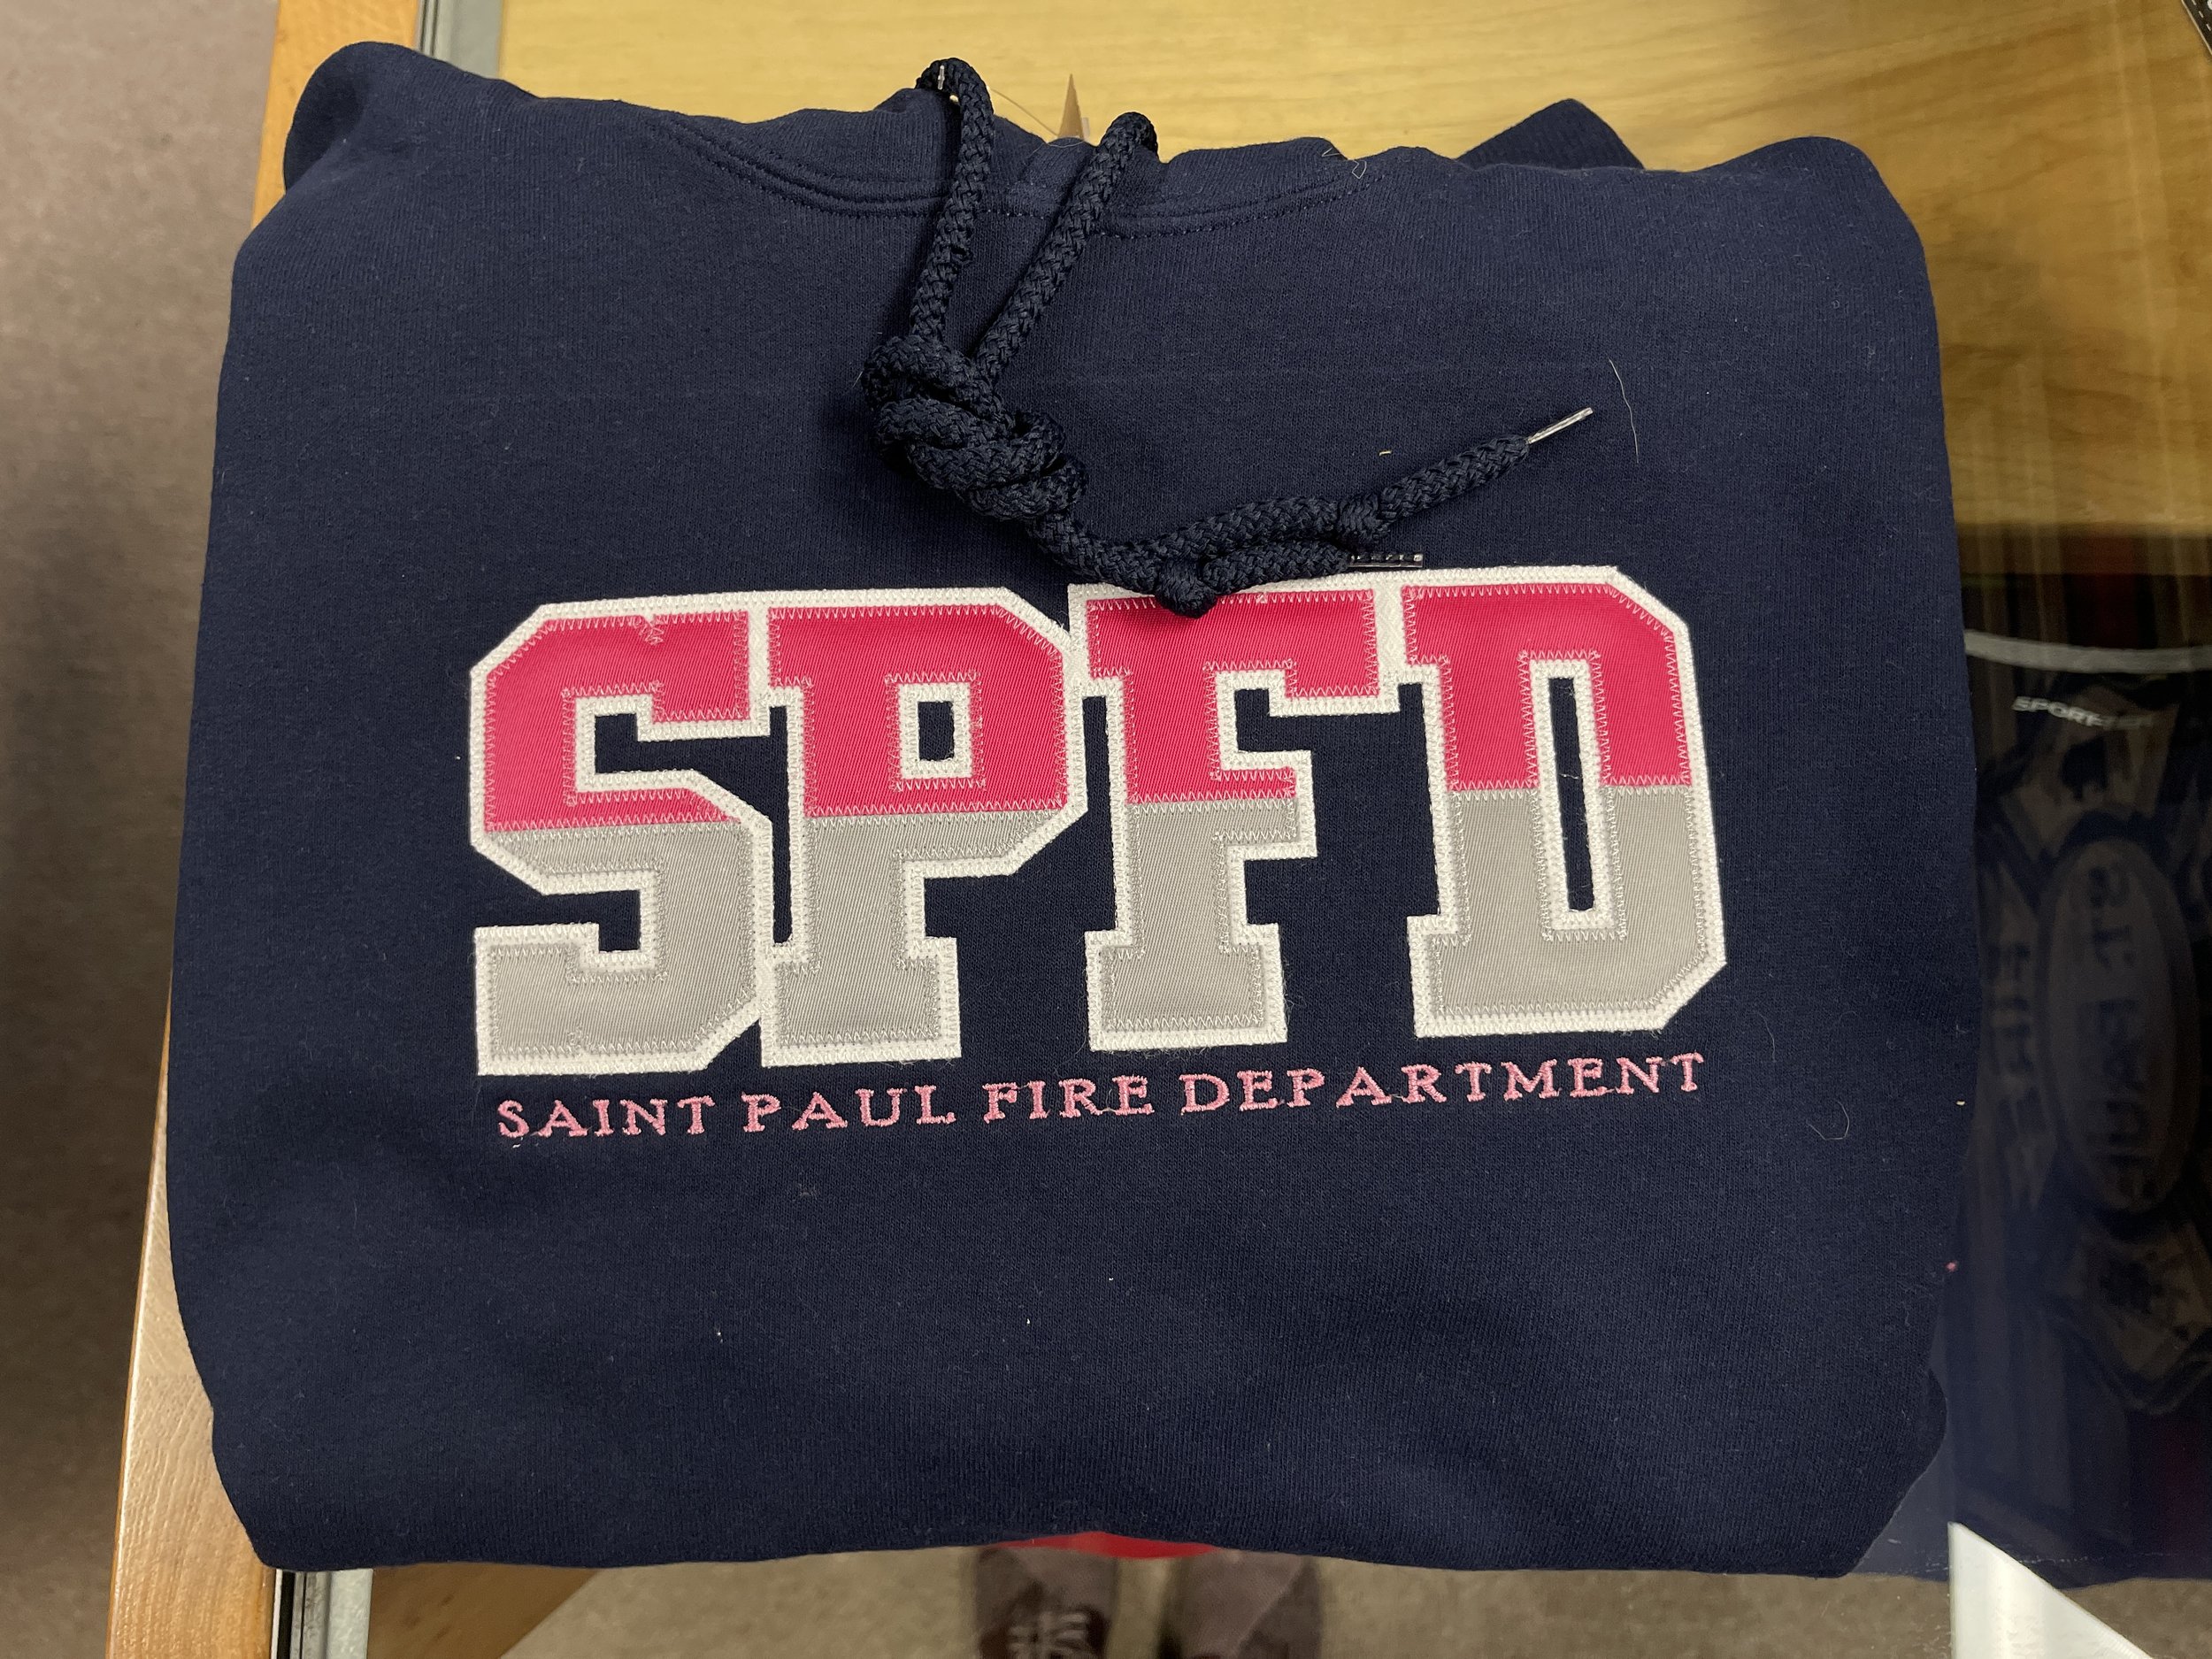 SPFD
SAINT PAUL FIRE DEPARTMENT